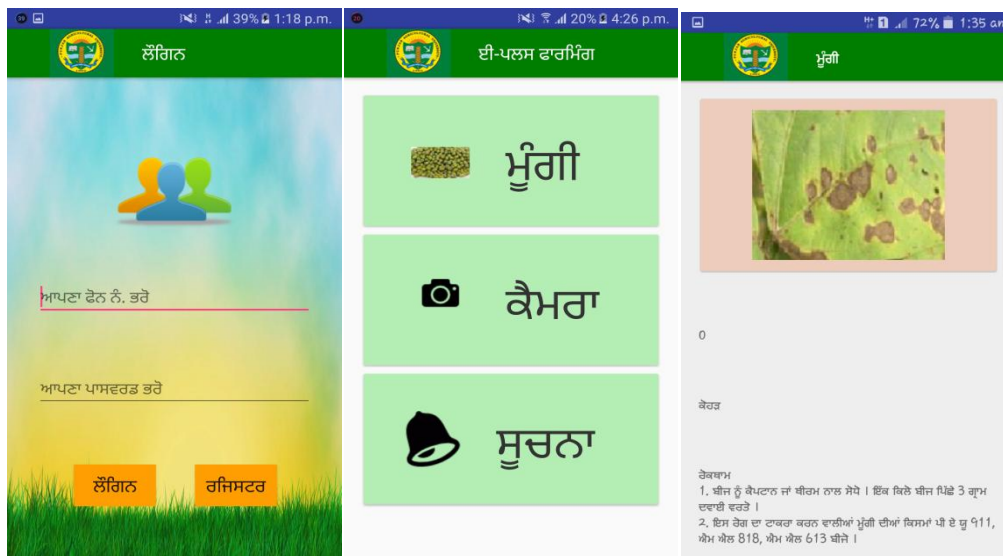 39% 1:18 p.m.
ਲੌਗਿਨ
ਆਪਣਾ ਫੋਨ ਨੰ. ਭਰੋ
ਆਪਣਾ ਪਾਸਵਰਡ ਭਰੋ
ਲੌਗਿਨ
ਰਜਿਸਟਰ
20% 4:26 p.m.
ਈ-ਪਲਸ ਫਾਰਮਿੰਗ
ਮੂੰਗੀ
ਕੈਮਰਾ
ਸੂਚਨਾ
72% 1:35 am
ਮੂੰਗੀ
0
ਕੋਹੜ
ਰੋਕਥਾਮ
1. ਬੀਜ ਨੂੰ ਕੈਪਟਾਨ ਜਾਂ ਥੀਰਮ ਨਾਲ ਸੋਧੋ । ਇੱਕ ਕਿਲੋ ਬੀਜ ਪਿੱਛੇ 3 ਗ੍ਰਾਮ
ਦਵਾਈ ਵਰਤੋ ।
2. ਇਸ ਰੋਗ ਦਾ ਟਾਕਰਾ ਕਰਨ ਵਾਲੀਆਂ ਮੂੰਗੀ ਦੀਆਂ ਕਿਸਮਾਂ ਪੀ ਏ ਯੂ 911,
ਐਮ ਐਲ 818, ਐਮ ਐਲ 613 ਬੀਜੋ ।